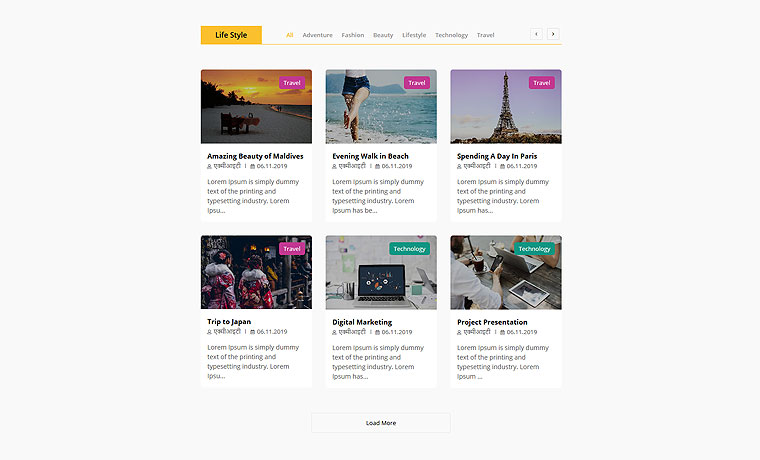 Life Style
All Adventure Fashion Beauty Lifestyle Technology Travel
Travel
Amazing Beauty of Maldives
एक्मीआइटी | 06.11.2019
Lorem Ipsum is simply dummy
text of the printing and
typesetting industry. Lorem
Ipsu...
Travel
Evening Walk in Beach
एक्मीआइटी | 06.11.2019
Lorem Ipsum is simply dummy
text of the printing and
typesetting industry. Lorem
Ipsum has be...
Travel
Spending A Day In Paris
एक्मीआइटी | 06.11.2019
Lorem Ipsum is simply dummy
text of the printing and
typesetting industry. Lorem
Ipsum has...
Travel
Trip to Japan
एक्मीआइटी | 06.11.2019
Lorem Ipsum is simply dummy
text of the printing and
typesetting industry. Lorem
Ipsu...
Technology
Digital Marketing
एक्मीआइटी | 06.11.2019
Lorem Ipsum is simply dummy
text of the printing and
typesetting industry. Lorem
Ipsum has...
Technology
Project Presentation
एक्मीआइटी | 06.11.2019
Lorem Ipsum is simply dummy
text of the printing and
typesetting industry. Lorem
Ipsum ...
Load More